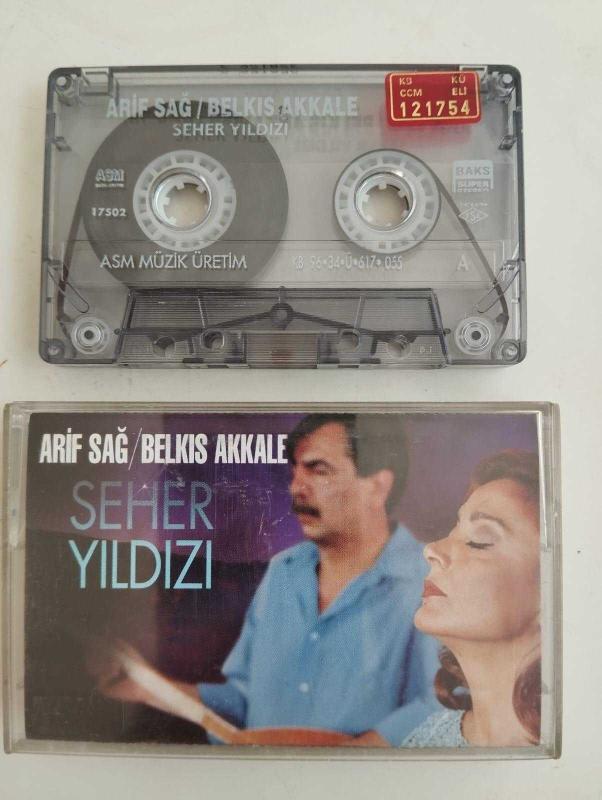 KB KÜ
CCM ELİ
121754
ARİF SAĞ/BELKIS AKKALE
SEHER YILDIZI
ASM
17502
BAKS
SUPER
ASM MÜZİK ÜRETİM
KB 96•34•Ü•617• 055
A
ARİF SAĞ/BELKIS AKKALE
SEHER
YILDIZI